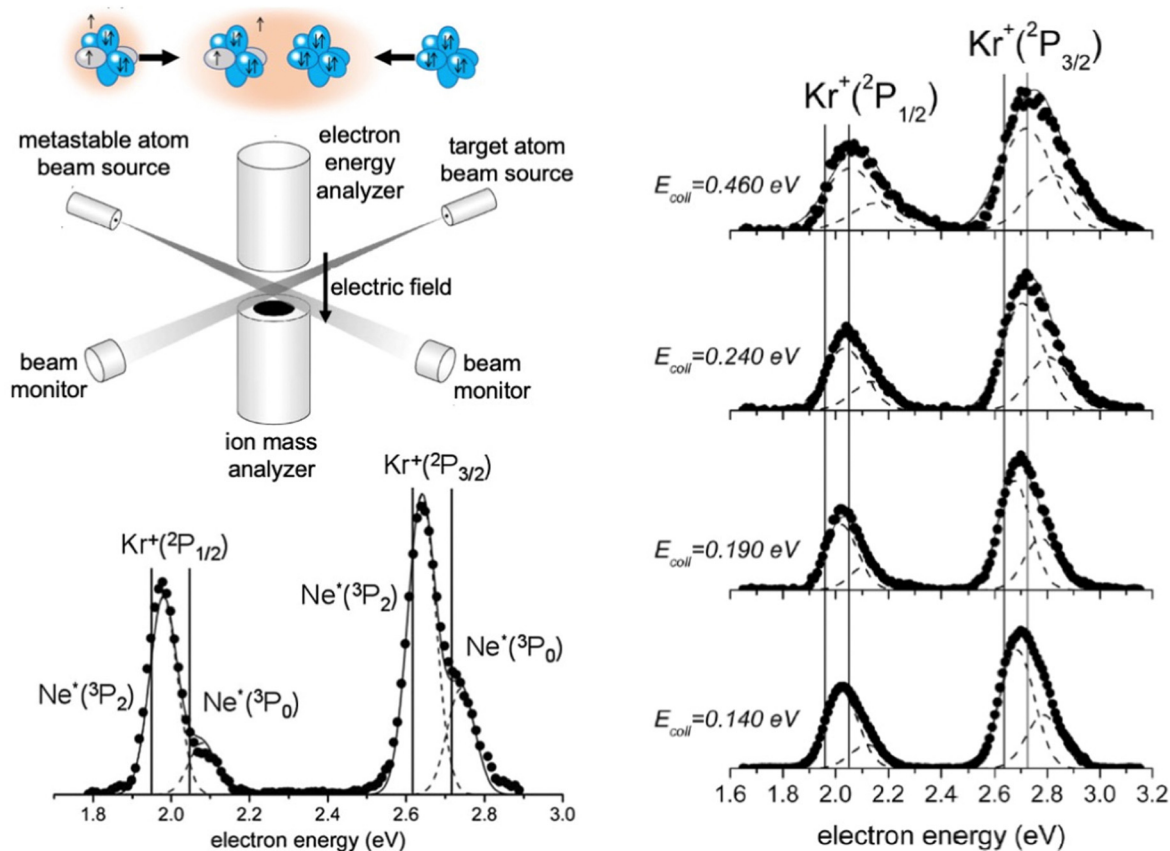 metastable atom
beam source
electron
energy
analyzer
target atom
beam source
electric field
beam
monitor
beam
monitor
ion mass
analyzer
Kr⁺(²P₃/₂)
Kr⁺(²P₁/₂)
Ne*(³P₂)
Ne*(³P₀)
Ne*(³P₂)
Ne*(³P₀)
1.8 2.0 2.2 2.4 2.6 2.8 3.0
electron energy (eV)
Kr⁺(²P₃/₂)
Kr⁺(²P₁/₂)
E_coll=0.460 eV
E_coll=0.240 eV
E_coll=0.190 eV
E_coll=0.140 eV
1.6 1.8 2.0 2.2 2.4 2.6 2.8 3.0 3.2
electron energy (eV)